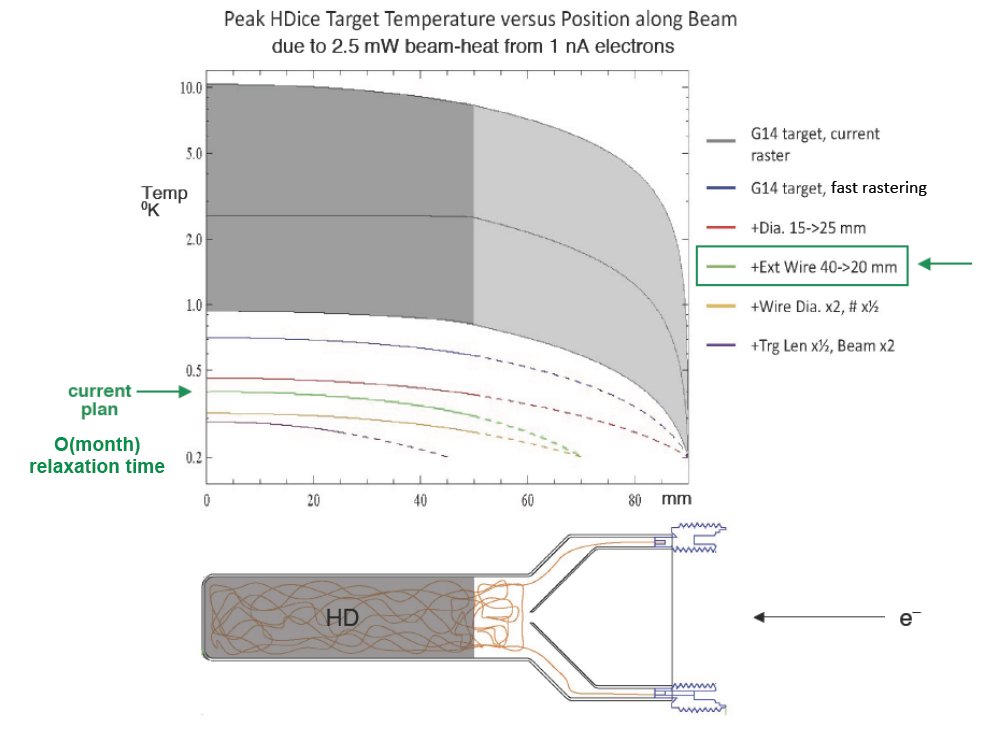 Peak HDice Target Temperature versus Position along Beam
due to 2.5 mW beam-heat from 1 nA electrons
10.0
5.0
2.0
1.0
0.5
0.2
Temp
⁰K
0
20
40
60
80
mm
G14 target, current
raster
G14 target, fast rastering
+Dia. 15->25 mm
+Ext Wire 40->20 mm
+Wire Dia. x2, # x½
+Trg Len x½, Beam x2
current
plan
O(month)
relaxation time
HD
e⁻